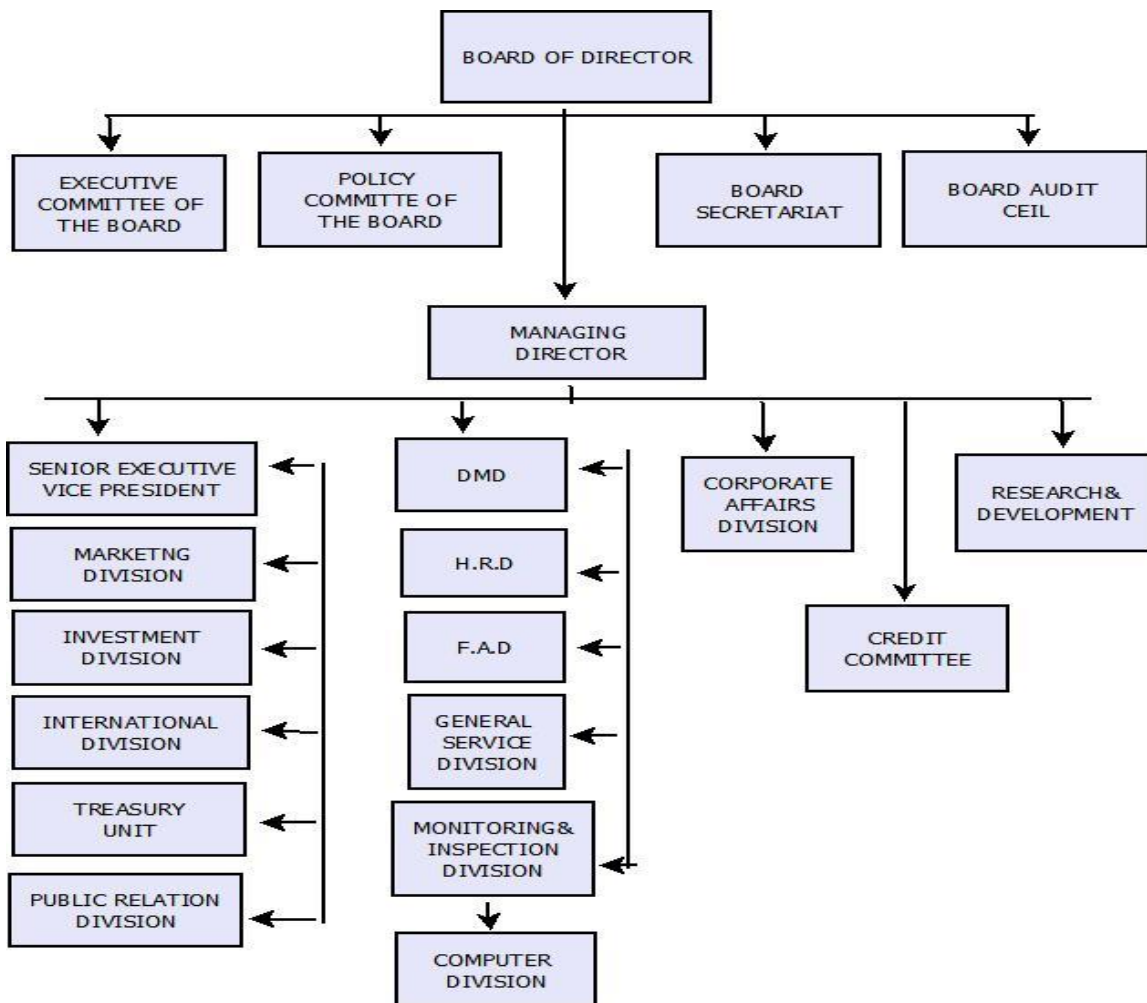 BOARD OF DIRECTOR
EXECUTIVE
COMMITTEE OF
THE BOARD
POLICY
COMMITTE OF
THE BOARD
BOARD
SECRETARIAT
BOARD AUDIT
CEIL
MANAGING
DIRECTOR
SENIOR EXECUTIVE
VICE PRESIDENT
MARKETNG
DIVISION
INVESTMENT
DIVISION
INTERNATIONAL
DIVISION
TREASURY
UNIT
PUBLIC RELATION
DIVISION
DMD
H.R.D
F.A.D
GENERAL
SERVICE
DIVISION
MONITORING&
INSPECTION
DIVISION
COMPUTER
DIVISION
CORPORATE
AFFAIRS
DIVISION
CREDIT
COMMITTEE
RESEARCH&
DEVELOPMENT